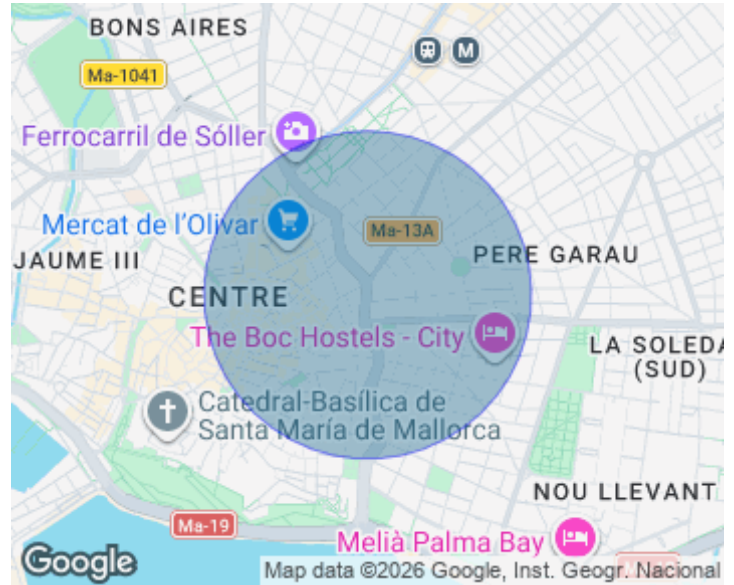 BONS AIRES
M
Ma-1041
Ferrocarril de Sóller
Mercat de l'Olivar
Ma-13A
JAUME III
PERE GARAU
CENTRE
The Boc Hostels - City
LA SOLEDA
(SUD)
Catedral-Basílica de
Santa María de Mallorca
NOU LLEVANT
Ma-19
Melià Palma Bay
Google
Map data ©2026 Google, Inst. Geogr. Nacional